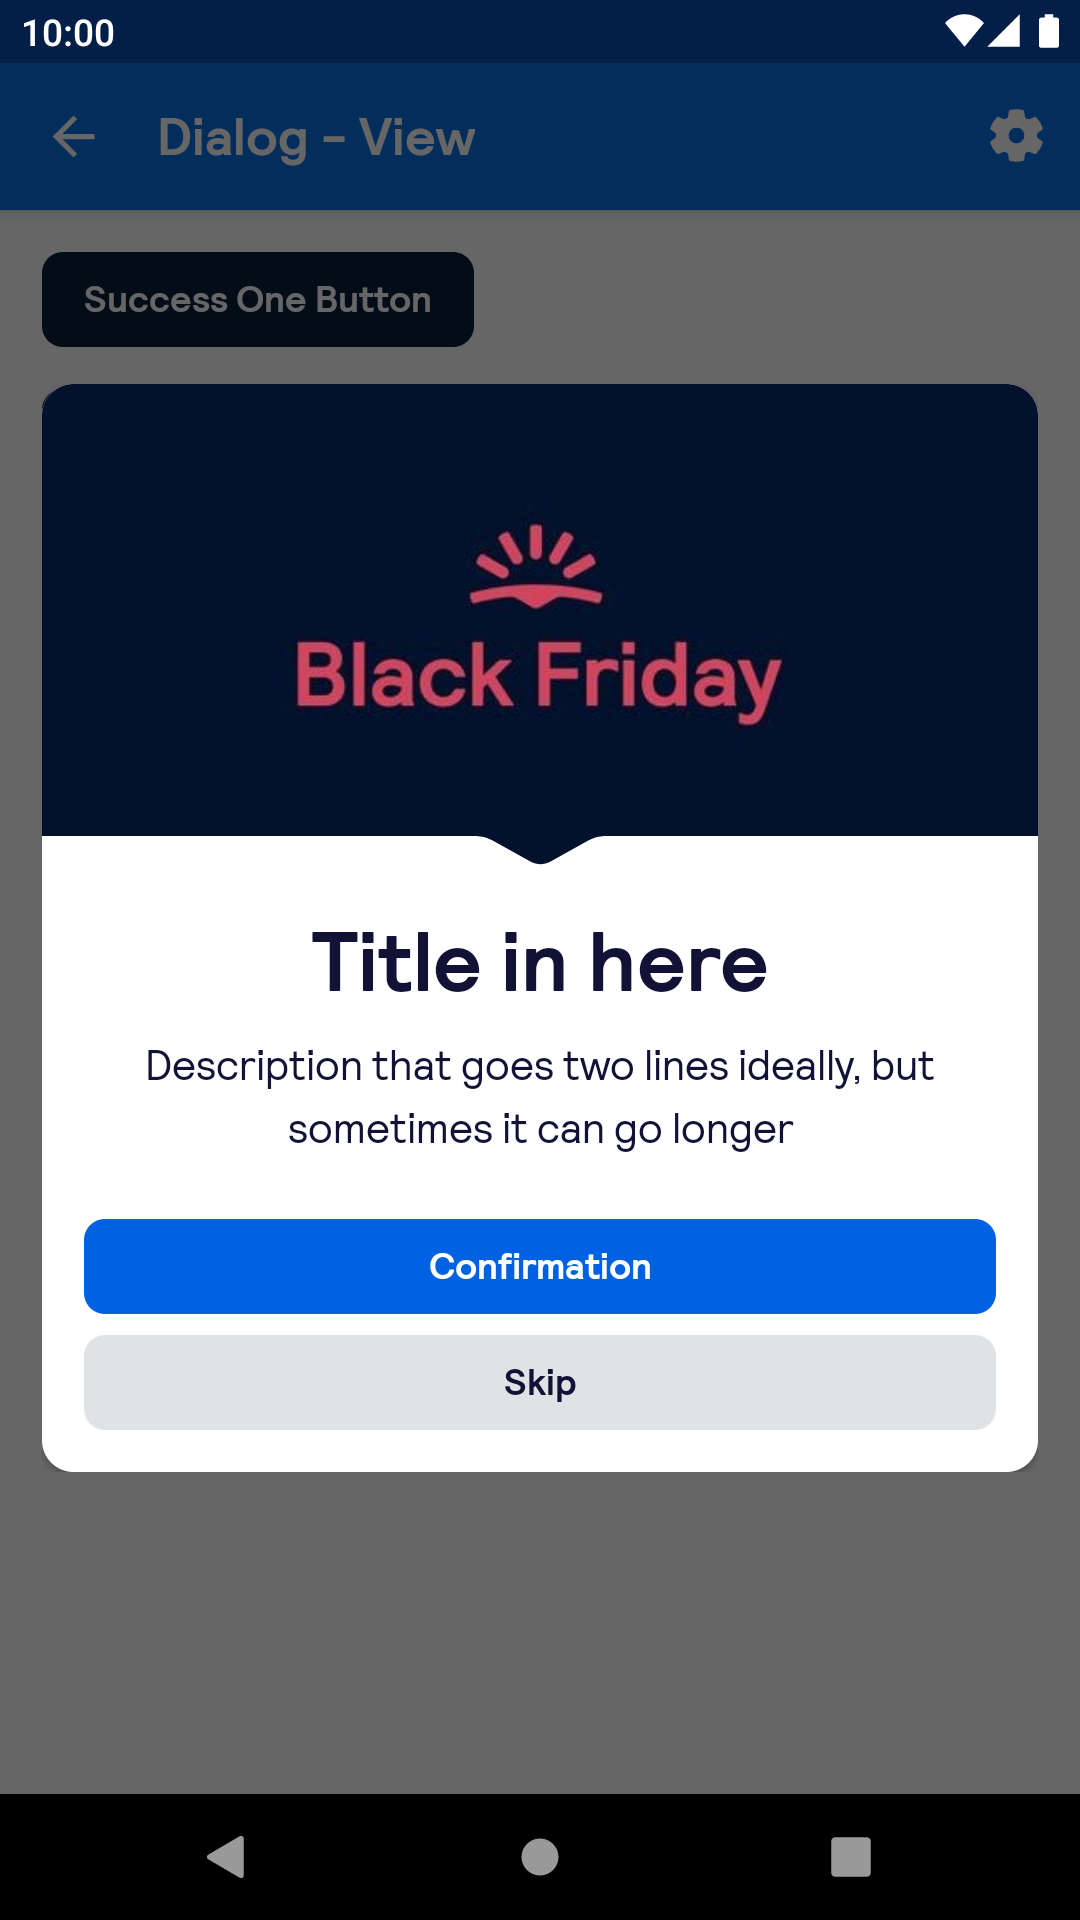 10:00
Dialog - View
Success One Button
Black Friday
Title in here
Description that goes two lines ideally, but
sometimes it can go longer
Confirmation
Skip